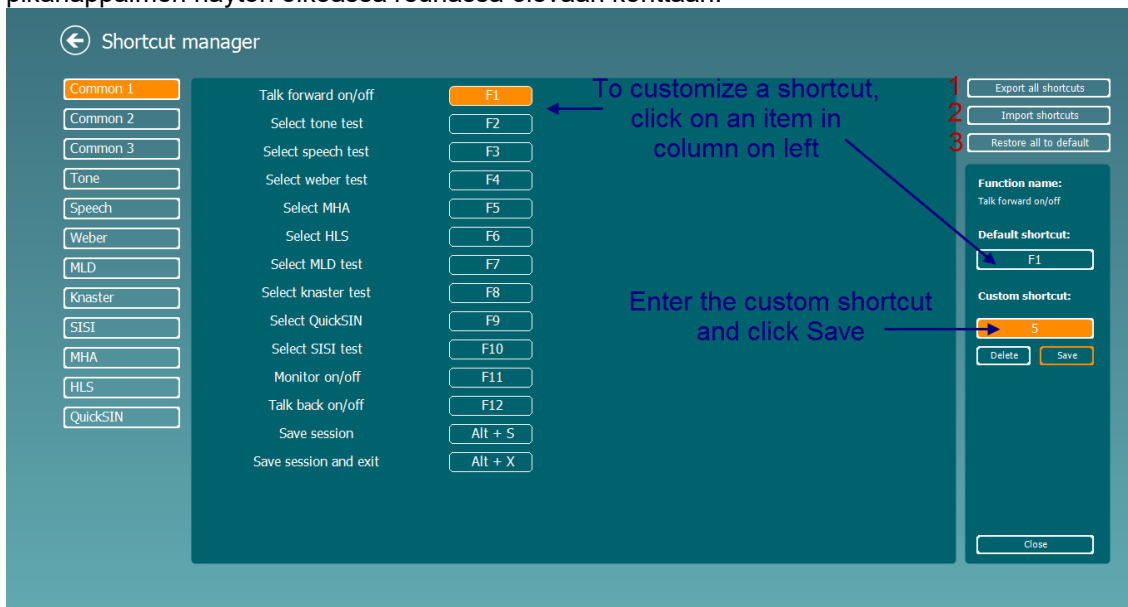 pikanäppäimen näytön oikeassa reunassa olevaan kenttään.
Shortcut manager
Common 1
Common 2
Common 3
Tone
Speech
Weber
MLD
Knaster
SISI
MHA
HLS
QuickSIN
Talk forward on/off F1
Select tone test F2
Select speech test F3
Select weber test F4
Select MHA F5
Select HLS F6
Select MLD test F7
Select knaster test F8
Select QuickSIN F9
Select SISI test F10
Monitor on/off F11
Talk back on/off F12
Save session Alt + S
Save session and exit Alt + X
To customize a shortcut,
click on an item in
column on left
Enter the custom shortcut
and click Save
1 Export all shortcuts
2 Import shortcuts
3 Restore all to default
Function name:
Talk forward on/off
Default shortcut:
F1
Custom shortcut:
S
Delete Save
Close